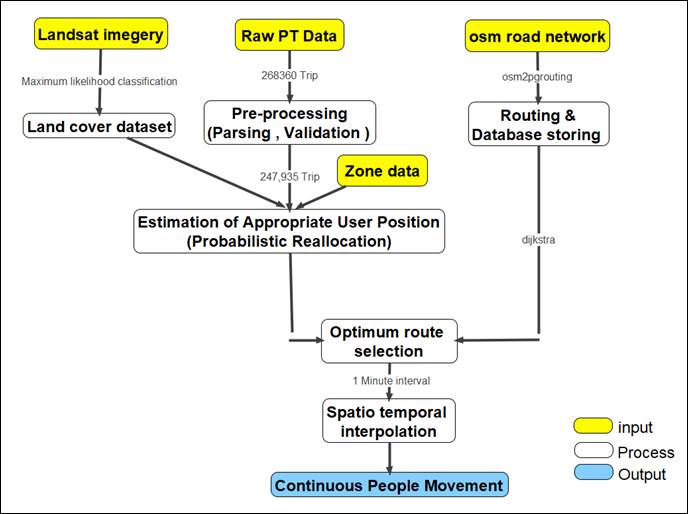 Landsat imegery
Raw PT Data
osm road network
Maximum likelihood classification
268360 Trip
osm2pgrouting
Land cover dataset
Pre-processing
(Parsing , Validation )
Routing &
Database storing
247,935 Trip
Zone data
Estimation of Appropriate User Position
(Probabilistic Reallocation)
dijkstra
Optimum route
selection
1 Minute interval
Spatio temporal
interpolation
Continuous People Movement
input
Process
Output